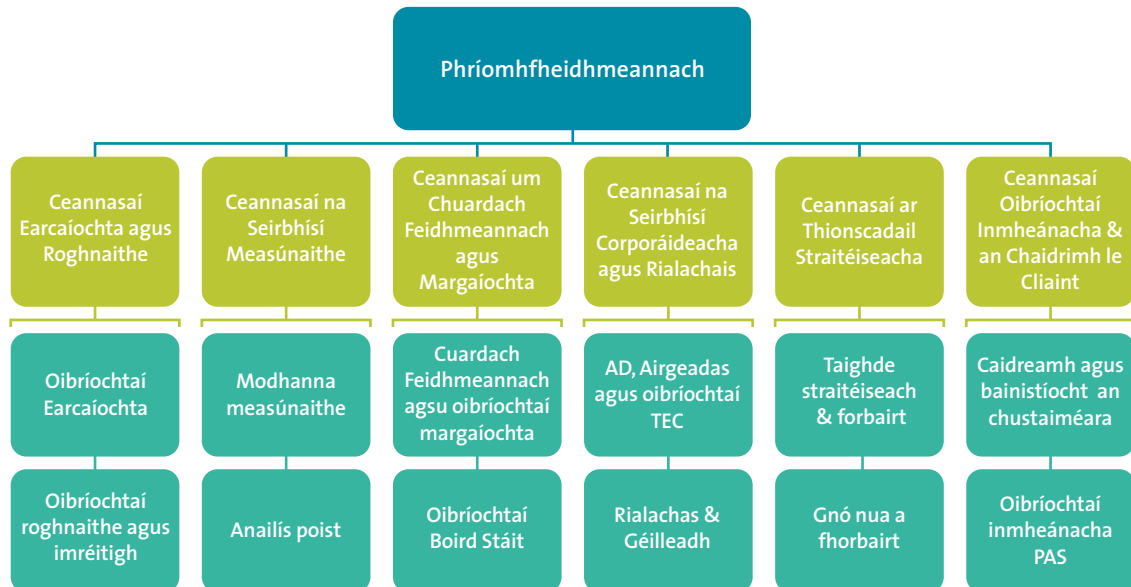 Phríomhfheidhmeannach
Ceannasaí
Earcaíochta agus
Roghnaithe
Ceannasaí na
Seirbhísí
Measúnaithe
Ceannasaí um
Chuardach
Feidhmeannach
agus
Margaíochta
Ceannasaí na
Seirbhísí
Corporáideacha
agus Rialachais
Ceannasaí ar
Thionscadail
Straitéiseacha
Ceannasaí
Oibríochtaí
Inmheánacha &
an Chaidrimh le
Cliaint
Oibríochtaí
Earcaíochta
Modhanna
measúnaithe
Cuardach
Feidhmeannach
agsu oibríochtaí
margaíochta
AD, Airgeadas
agus oibríochtaí
TEC
Taighde
straitéiseach
& forbairt
Caidreamh agus
bainistíocht an
chustaiméara
Oibríochtaí
roghnaithe agus
imréitigh
Anailís poist
Oibríochtaí
Boird Stáit
Rialachas &
Géilleadh
Gnó nua a
fhorbairt
Oibríochtaí
inmheánacha
PAS